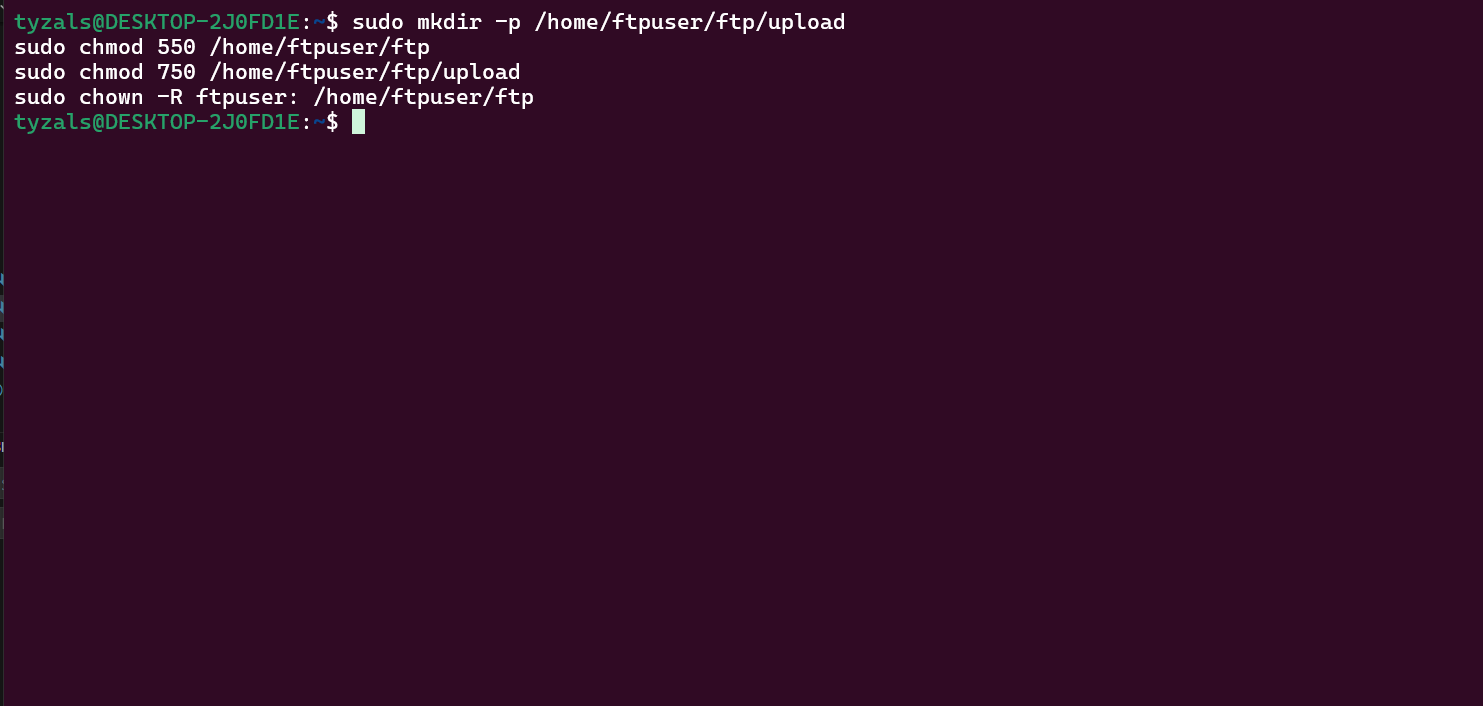 tyzals@DESKTOP-2J0FD1E:~$ sudo mkdir -p /home/ftpuser/ftp/upload
sudo chmod 550 /home/ftpuser/ftp
sudo chmod 750 /home/ftpuser/ftp/upload
sudo chown -R ftpuser: /home/ftpuser/ftp
tyzals@DESKTOP-2J0FD1E:~$